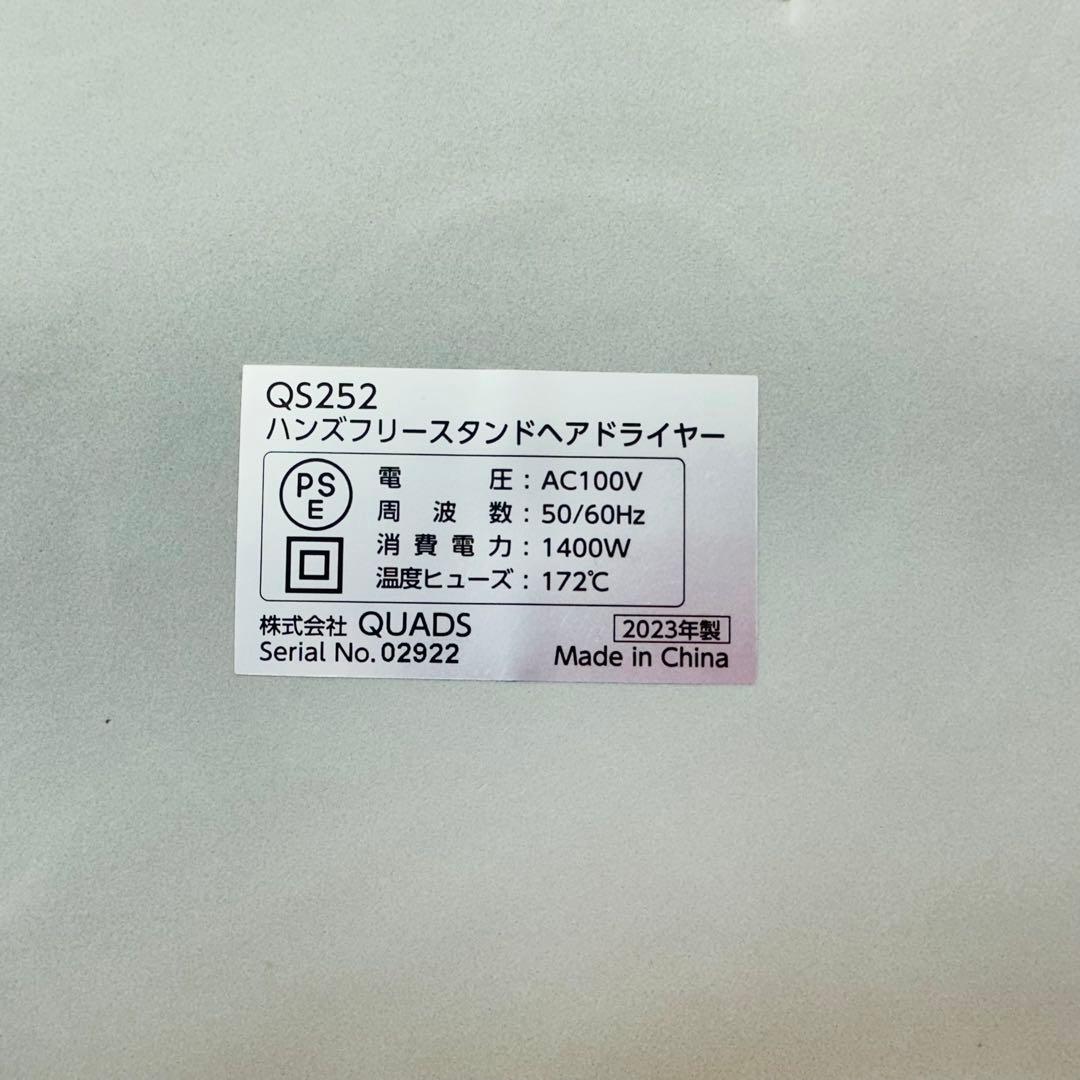 QS252
ハンズフリースタンドヘアドライヤー
PS
E
電圧：AC100V
周波数：50/60Hz
消費電力：1400W
温度ヒューズ：172℃
株式会社 QUADS
2023年製
Serial No. 02922
Made in China